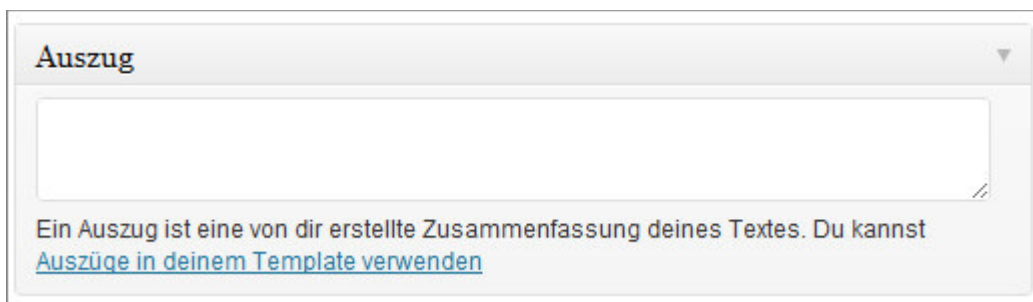 Auszug
Ein Auszug ist eine von dir erstellte Zusammenfassung deines Textes. Du kannst
Auszüge in deinem Template verwenden